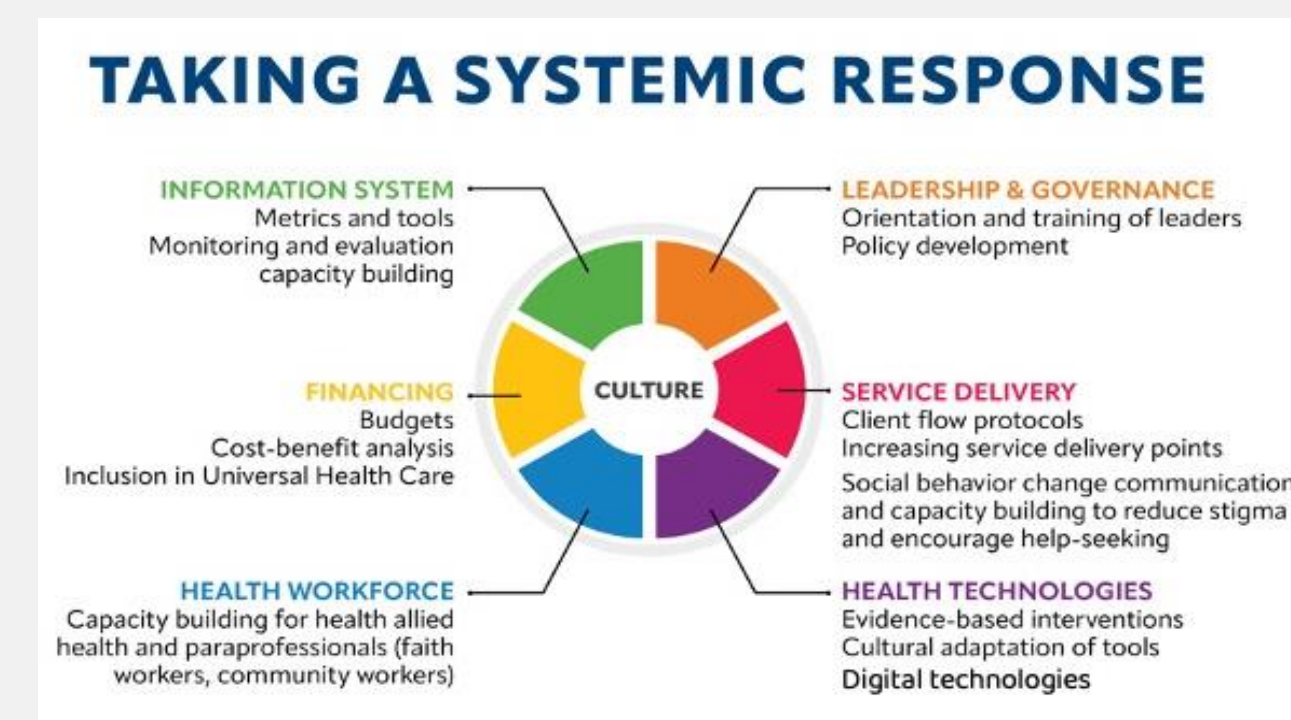 TAKING A SYSTEMIC RESPONSE
INFORMATION SYSTEM
Metrics and tools
Monitoring and evaluation
capacity building
FINANCING
Budgets
Cost-benefit analysis
Inclusion in Universal Health Care
HEALTH WORKFORCE
Capacity building for health allied
health and paraprofessionals (faith
workers, community workers)
CULTURE
LEADERSHIP & GOVERNANCE
Orientation and training of leaders
Policy development
SERVICE DELIVERY
Client flow protocols
Increasing service delivery points
Social behavior change communication
and capacity building to reduce stigma
and encourage help-seeking
HEALTH TECHNOLOGIES
Evidence-based interventions
Cultural adaptation of tools
Digital technologies